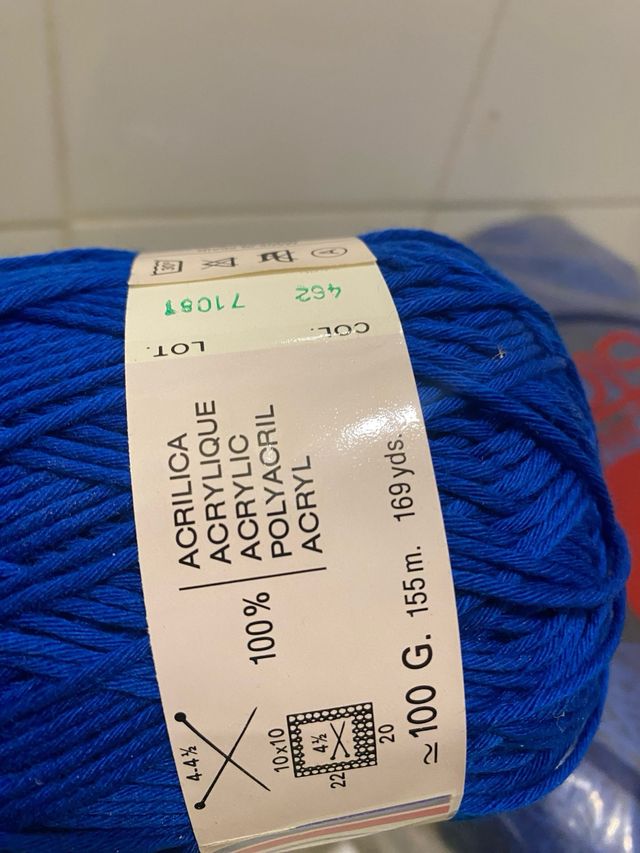 ACRILICA
ACRYLIQUE
ACRYLIC
POLYACRIL
ACRYL
100%
4-4½
10x10
4½
22
20
≃100 G. 155 m. 169 yds.
COL. LOT.
462 71081
30°
A